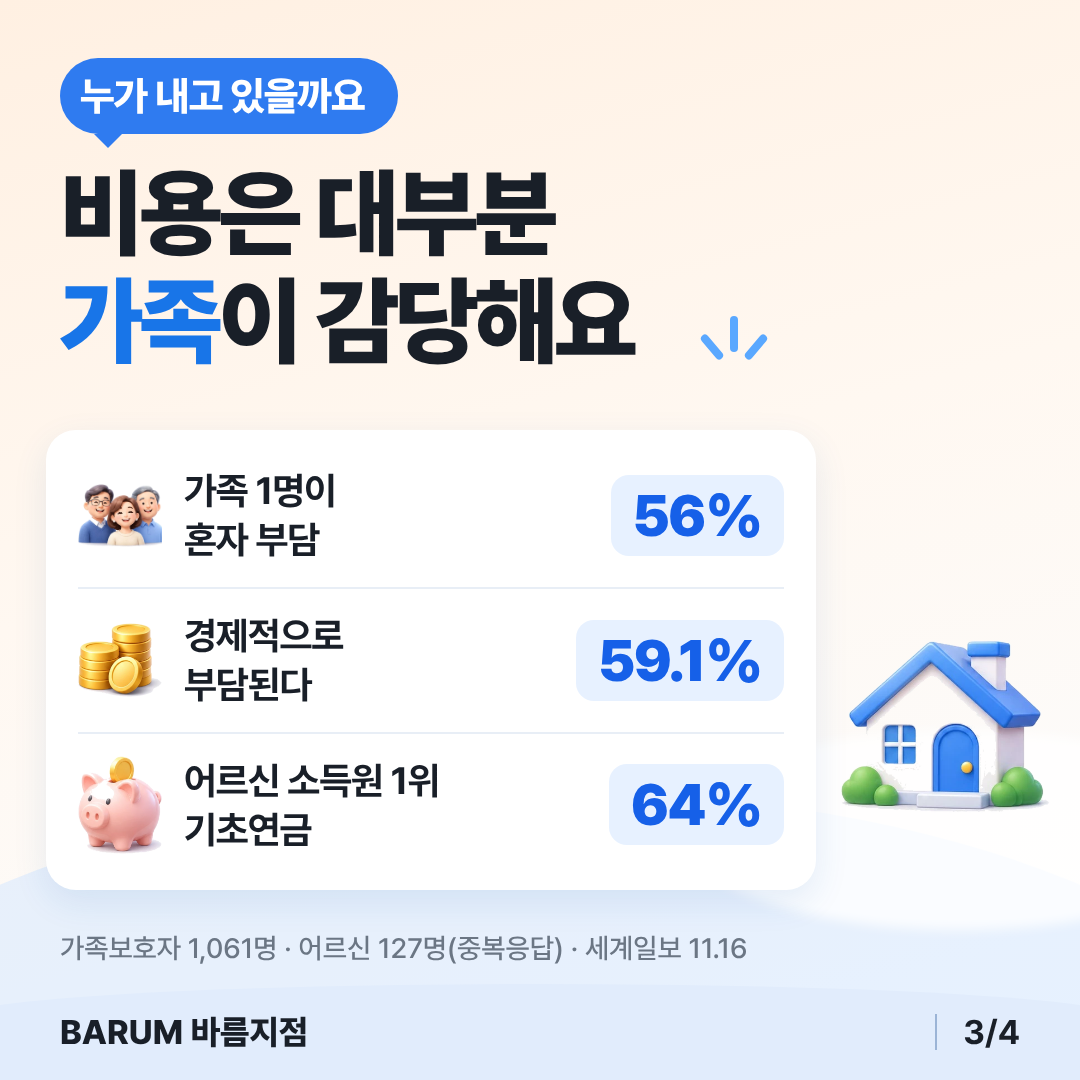 누가 내고 있을까요
비용은 대부분
가족이 감당해요
가족 1명이
혼자 부담
56%
경제적으로
부담된다
59.1%
어르신 소득원 1위
기초연금
64%
가족보호자 1,061명 · 어르신 127명(중복응답) · 세계일보 11.16
BARUM 바름지점
3/4